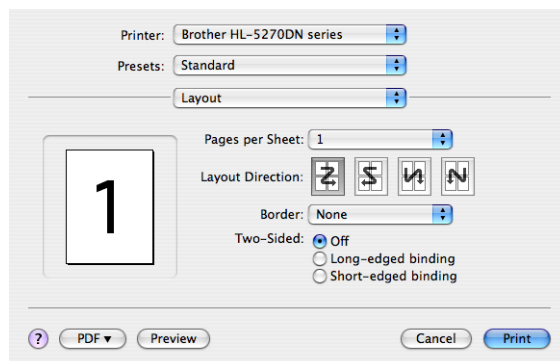 Printer: Brother HL-5270DN series
Presets: Standard
Layout
Pages per Sheet: 1
Layout Direction:
Border: None
Two-Sided: Off
Long-edged binding
Short-edged binding
1
? PDF ▼ Preview Cancel Print